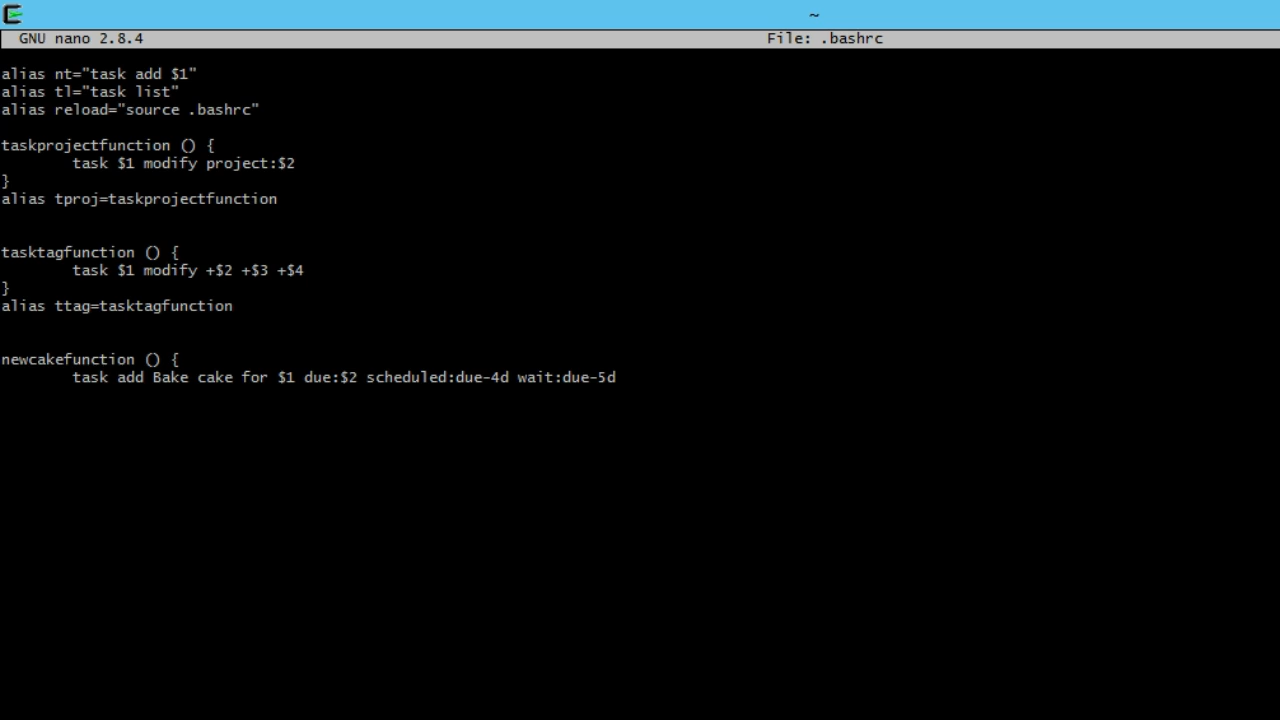 ~
GNU nano 2.8.4 File: .bashrc
alias nt="task add $1"
alias tl="task list"
alias reload="source .bashrc"
taskprojectfunction () {
task $1 modify project:$2
}
alias tproj=taskprojectfunction
tasktagfunction () {
task $1 modify +$2 +$3 +$4
}
alias ttag=tasktagfunction
newcakefunction () {
task add Bake cake for $1 due:$2 scheduled:due-4d wait:due-5d